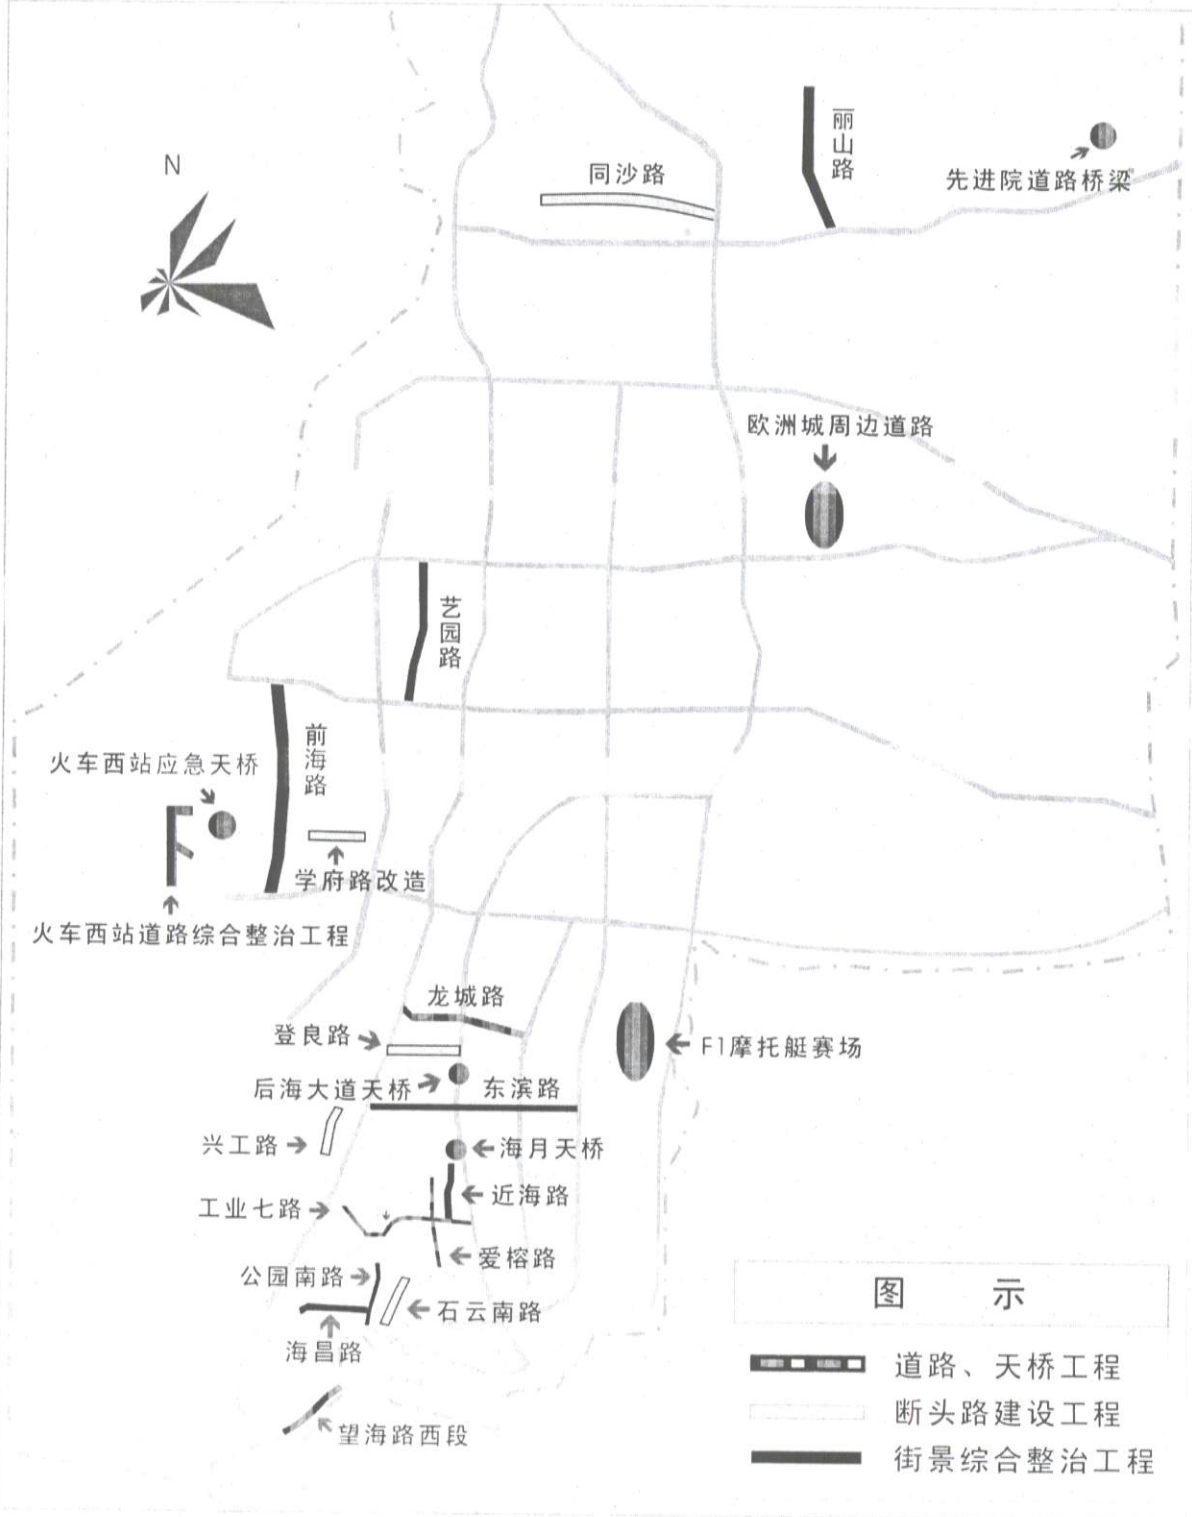 丽山路
同沙路
先进院道路桥梁
N
欧洲城周边道路
艺园路
前海路
火车西站应急天桥
学府路改造
火车西站道路综合整治工程
龙城路
登良路
F1摩托艇赛场
后海大道天桥
东滨路
兴工路
海月天桥
近海路
工业七路
爱榕路
公园南路
石云南路
海昌路
望海路西段
图 示
道路、天桥工程
断头路建设工程
街景综合整治工程